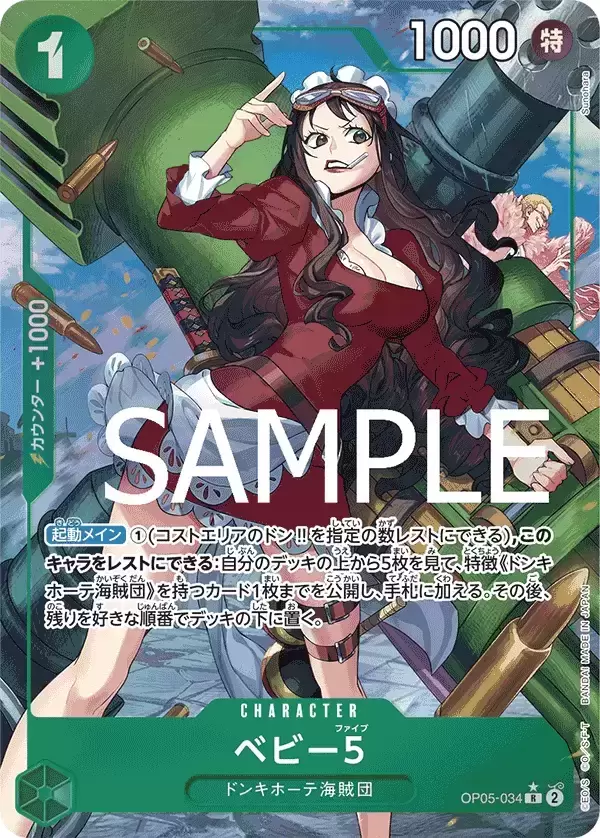 1
1000 特
Sunohara
カウンター +1000
SAMPLE
起動メイン ①(コストエリアのドン!!を指定の数レストにできる),この
キャラをレストにできる:自分のデッキの上から5枚を見て、特徴《ドンキ
ホーテ海賊団》を持つカード1枚までを公開し、手札に加える。その後、
残りを好きな順番でデッキの下に置く。
CHARACTER
ベビー5
ファイブ
ドンキホーテ海賊団
OP05-034 R 2
©E.O/S. ©O/S.F.T BANDAI MADE IN JAPAN